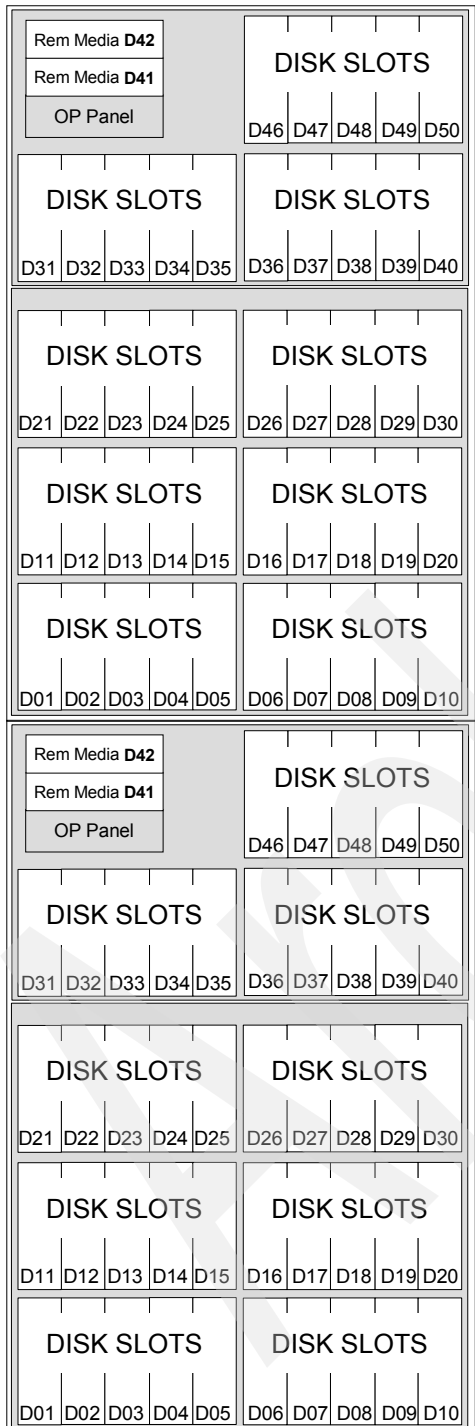 Rem Media D42
Rem Media D41
OP Panel
DISK SLOTS
D46 D47 D48 D49 D50
DISK SLOTS
D31 D32 D33 D34 D35
DISK SLOTS
D36 D37 D38 D39 D40
DISK SLOTS
D21 D22 D23 D24 D25
DISK SLOTS
D26 D27 D28 D29 D30
DISK SLOTS
D11 D12 D13 D14 D15
DISK SLOTS
D16 D17 D18 D19 D20
DISK SLOTS
D01 D02 D03 D04 D05
DISK SLOTS
D06 D07 D08 D09 D10
Rem Media D42
Rem Media D41
OP Panel
DISK SLOTS
D46 D47 D48 D49 D50
DISK SLOTS
D31 D32 D33 D34 D35
DISK SLOTS
D36 D37 D38 D39 D40
DISK SLOTS
D21 D22 D23 D24 D25
DISK SLOTS
D26 D27 D28 D29 D30
DISK SLOTS
D11 D12 D13 D14 D15
DISK SLOTS
D16 D17 D18 D19 D20
DISK SLOTS
D01 D02 D03 D04 D05
DISK SLOTS
D06 D07 D08 D09 D10